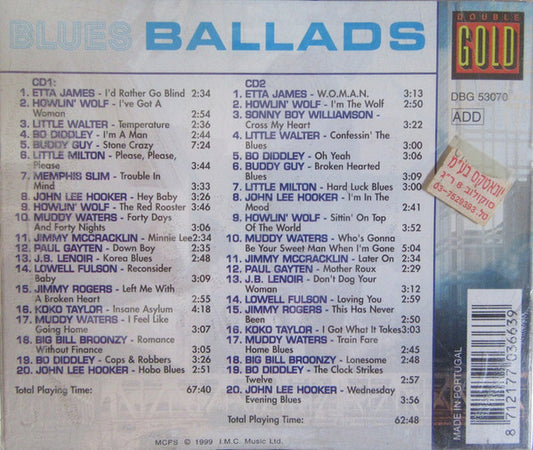 BLUES BALLADS
DOUBLE
GOLD
DBG 53070
ADD
CD1:
1. ETTA JAMES - I'd Rather Go Blind 2:34
2. HOWLIN' WOLF - I've Got A
Woman 2:54
3. LITTLE WALTER - Temperature
4. BO DIDDLEY - I'm A Man
5. BUDDY GUY - Stone Crazy 7:24
6. LITTLE MILTON - Please, Please,
Please 3:44
7. MEMPHIS SLIM - Trouble In
Mind 3:33
8. JOHN LEE HOOKER - Hey Baby 3:26
9. HOWLIN' WOLF - The Red Rooster 3:46
10. MUDDY WATERS - Forty Days
And Forty Nights 3:06
11. JIMMY MCCRACKLIN - Minnie Lee 2:34
12. PAUL GAYTEN - Down Boy 2:35
13. J.B. LENOIR - Korea Blues 2:48
14. LOWELL FULSON - Reconsider
Baby 3:09
15. JIMMY ROGERS - Left Me With
A Broken Heart 2:55
16. KOKO TAYLOR - Insane Asylum 4:18
17. MUDDY WATERS - I Feel Like
Going Home 3:07
18. BIG BILL BROONZY - Romance
Without Finance 3:05
19. BO DIDDLEY - Cops & Robbers 3:26
20. JOHN LEE HOOKER - Hobo Blues 2:51
Total Playing Time: 67:40
CD2
1. ETTA JAMES - W.O.M.A.N. 3:13
2. HOWLIN' WOLF - I'm The Wolf 2:50
3. SONNY BOY WILLIAMSON -
Cross My Heart 3:22
4. LITTLE WALTER - Confessin' The
Blues 3:00
5. BO DIDDLEY - Oh Yeah 3:06
6. BUDDY GUY - Broken Hearted
Blues 3:31
7. LITTLE MILTON - Hard Luck Blues 3:00
8. JOHN LEE HOOKER - I'm In The
Mood 2:41
9. HOWLIN' WOLF - Sittin' On Top
Of The World 3:52
10. MUDDY WATERS - Who's Gonna
Be Your Sweet Man When I'm Gone 5:04
11. JIMMY MCCRACKLIN - Later On 2:34
12. PAUL GAYTEN - Mother Roux 2:29
13. J.B. LENOIR - Don't Dog Your
Woman 3:12
14. LOWELL FULSON - Loving You 2:59
15. JIMMY ROGERS - This Has Never
Been 2:50
16. KOKO TAYLOR - I Got What It Takes 3:03
17. MUDDY WATERS - Train Fare
Home Blues 2:45
18. BIG BILL BROONZY - Lonesome 2:48
19. BO DIDDLEY - The Clock Strikes
Twelve 2:57
20. JOHN LEE HOOKER - Wednesday
Evening Blues 3:56
Total Playing Time: 62:48
MCPS © 1999 I.M.C. Music Ltd.
MADE IN PORTUGAL
8 712177 036639